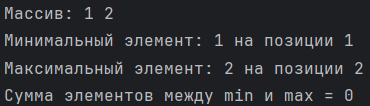 Массив: 1 2
Минимальный элемент: 1 на позиции 1
Максимальный элемент: 2 на позиции 2
Сумма элементов между min и max = 0